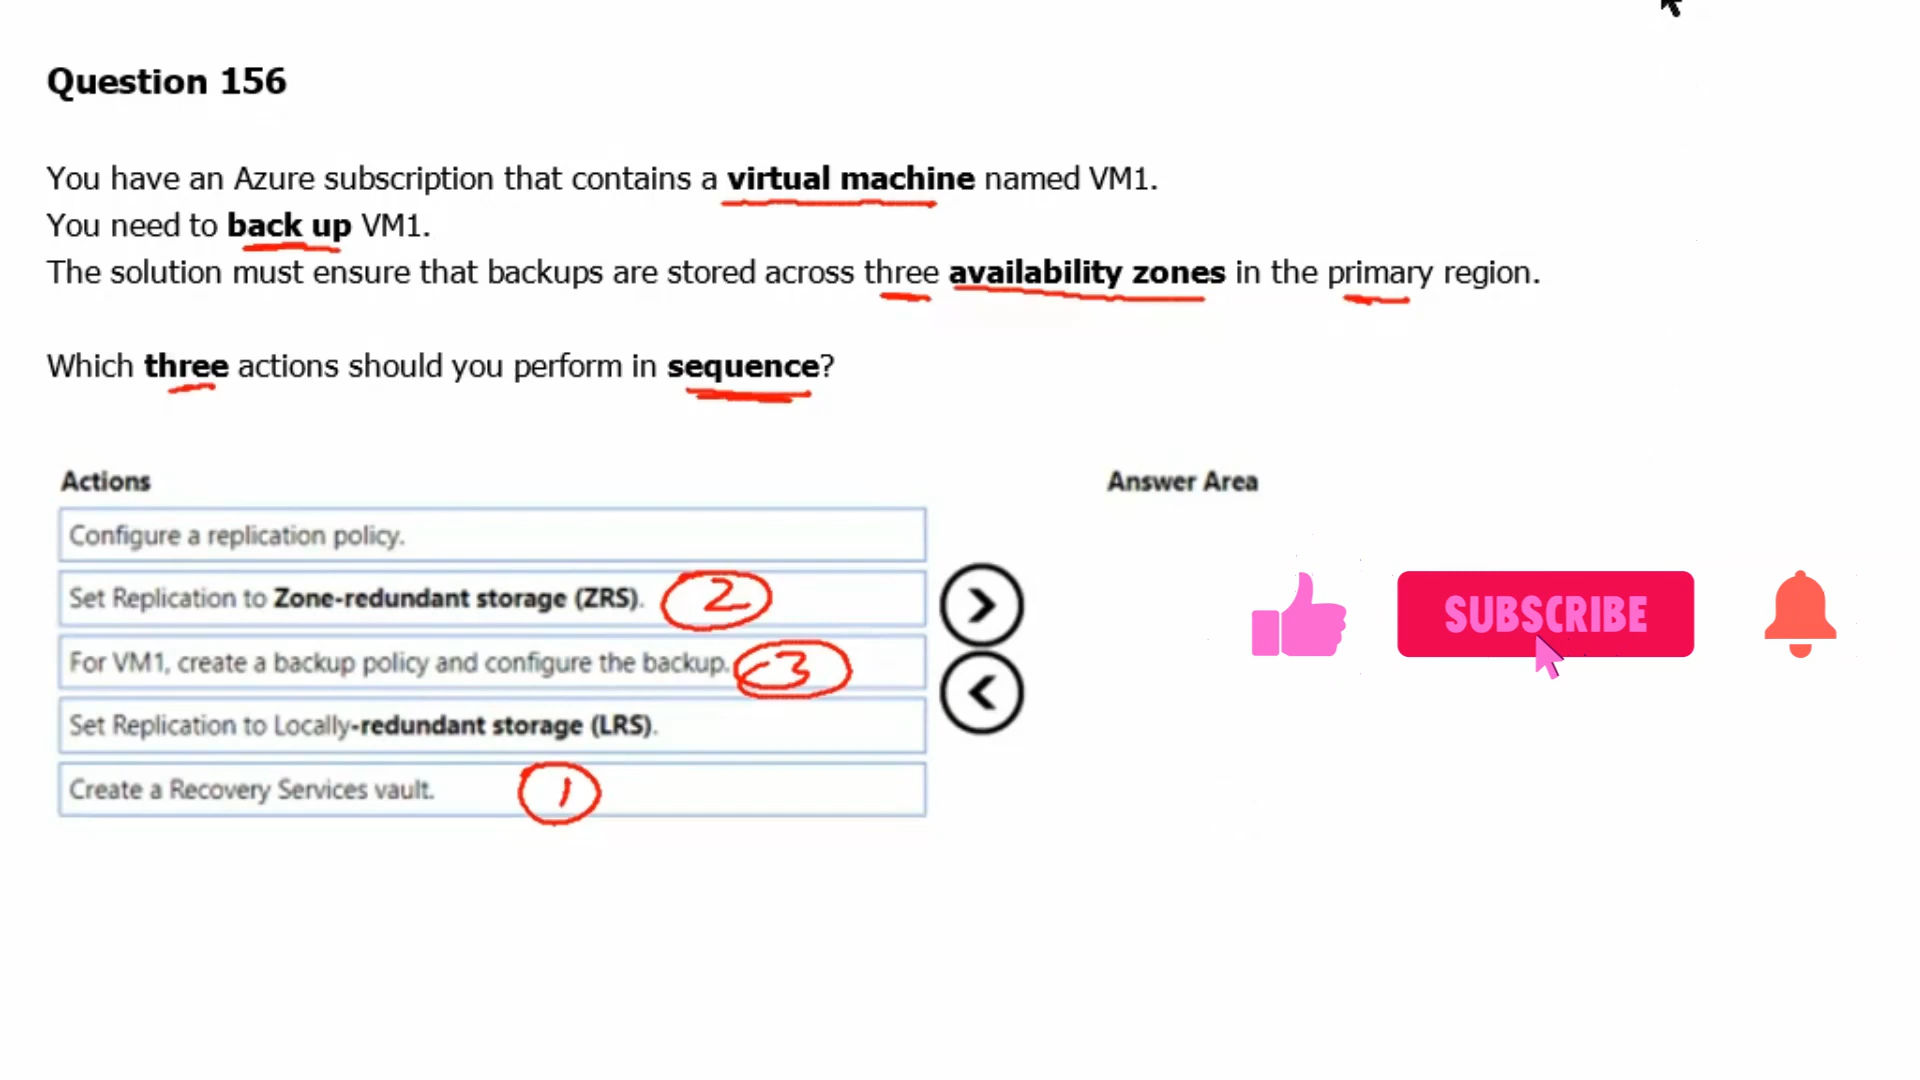 Question 156
You have an Azure subscription that contains a virtual machine named VM1.
You need to back up VM1.
The solution must ensure that backups are stored across three availability zones in the primary region.
Which three actions should you perform in sequence?
Actions
Answer Area
Configure a replication policy.
Set Replication to Zone-redundant storage (ZRS). 2
For VM1, create a backup policy and configure the backup. 3
Set Replication to Locally-redundant storage (LRS).
Create a Recovery Services vault. 1
SUBSCRIBE